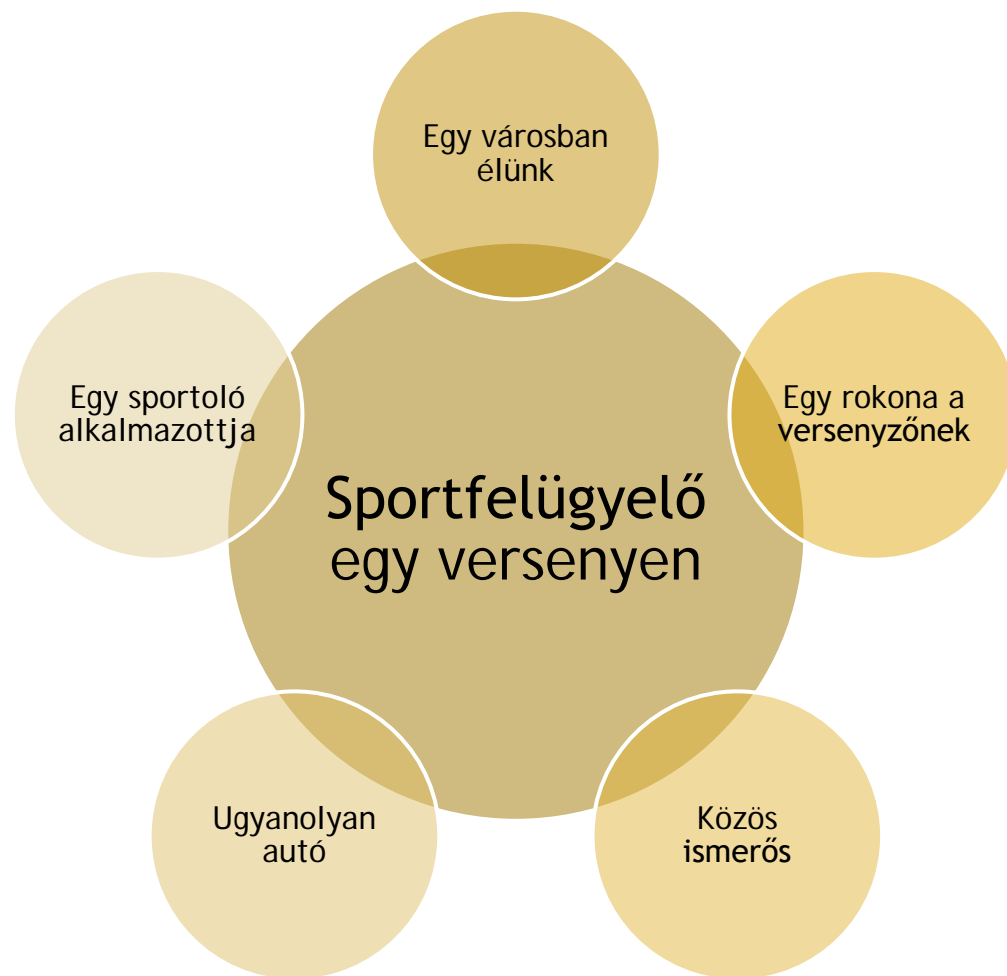 Egy városban
élünk
Egy sportoló
alkalmazottja
Egy rokona a
versenyzőnek
Sportfelügyelő
egy versenyen
Ugyanolyan
autó
Közös
ismerős